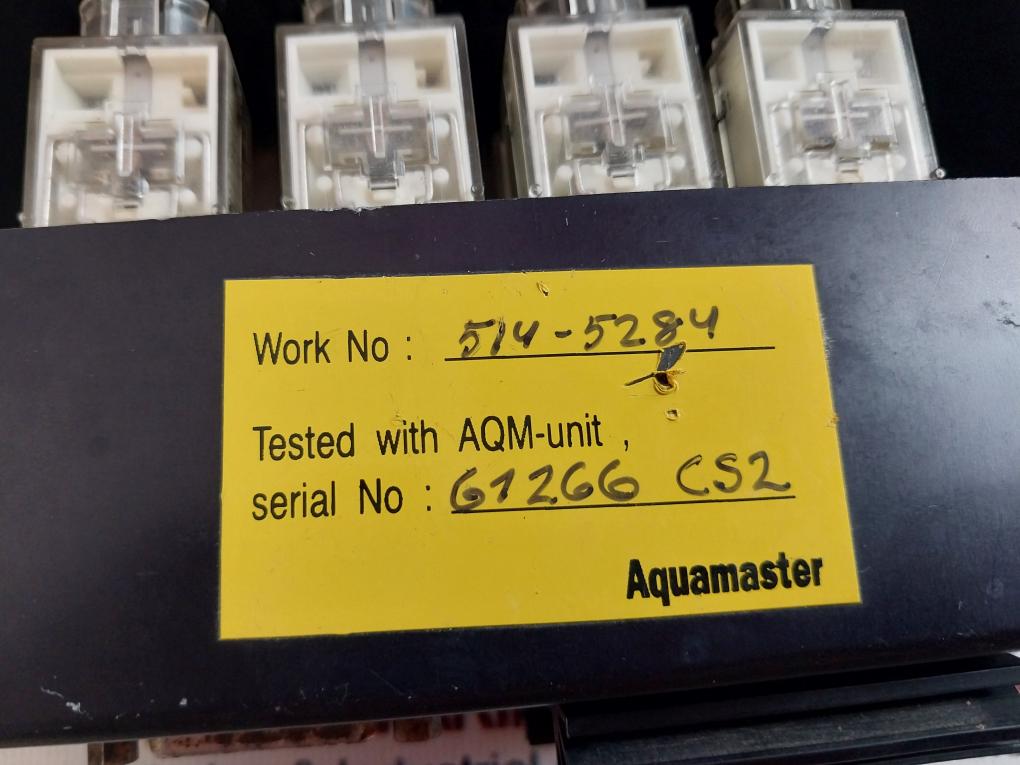 Work No : 514-5284
Tested with AQM-unit ,
serial No : 61266 CS2
Aquamaster